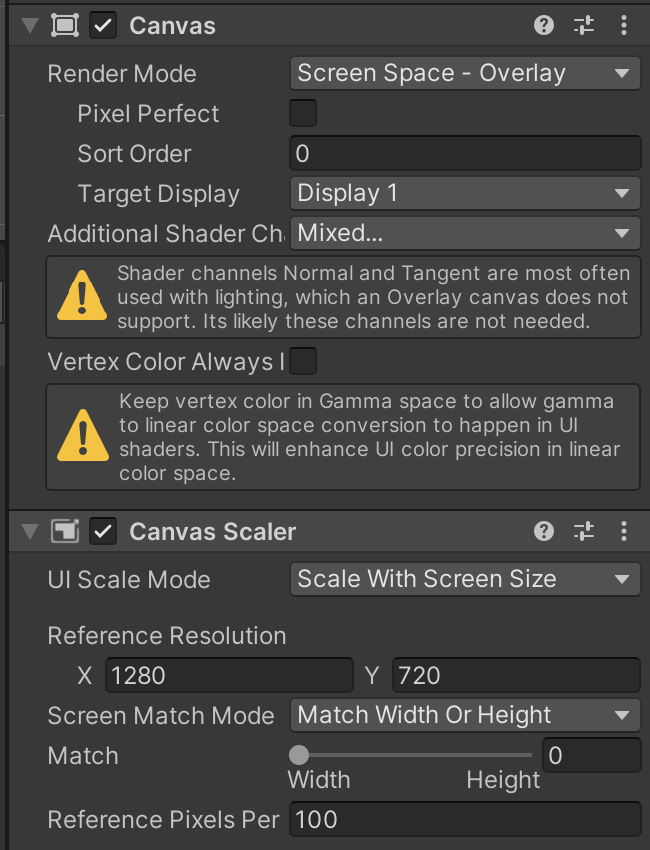 Canvas
Render Mode Screen Space - Overlay
Pixel Perfect
Sort Order 0
Target Display Display 1
Additional Shader Ch Mixed...
Shader channels Normal and Tangent are most often
used with lighting, which an Overlay canvas does not
support. Its likely these channels are not needed.
Vertex Color Always I
Keep vertex color in Gamma space to allow gamma
to linear color space conversion to happen in UI
shaders. This will enhance UI color precision in linear
color space.
Canvas Scaler
UI Scale Mode Scale With Screen Size
Reference Resolution
X 1280 Y 720
Screen Match Mode Match Width Or Height
Match 0
Width Height
Reference Pixels Per 100